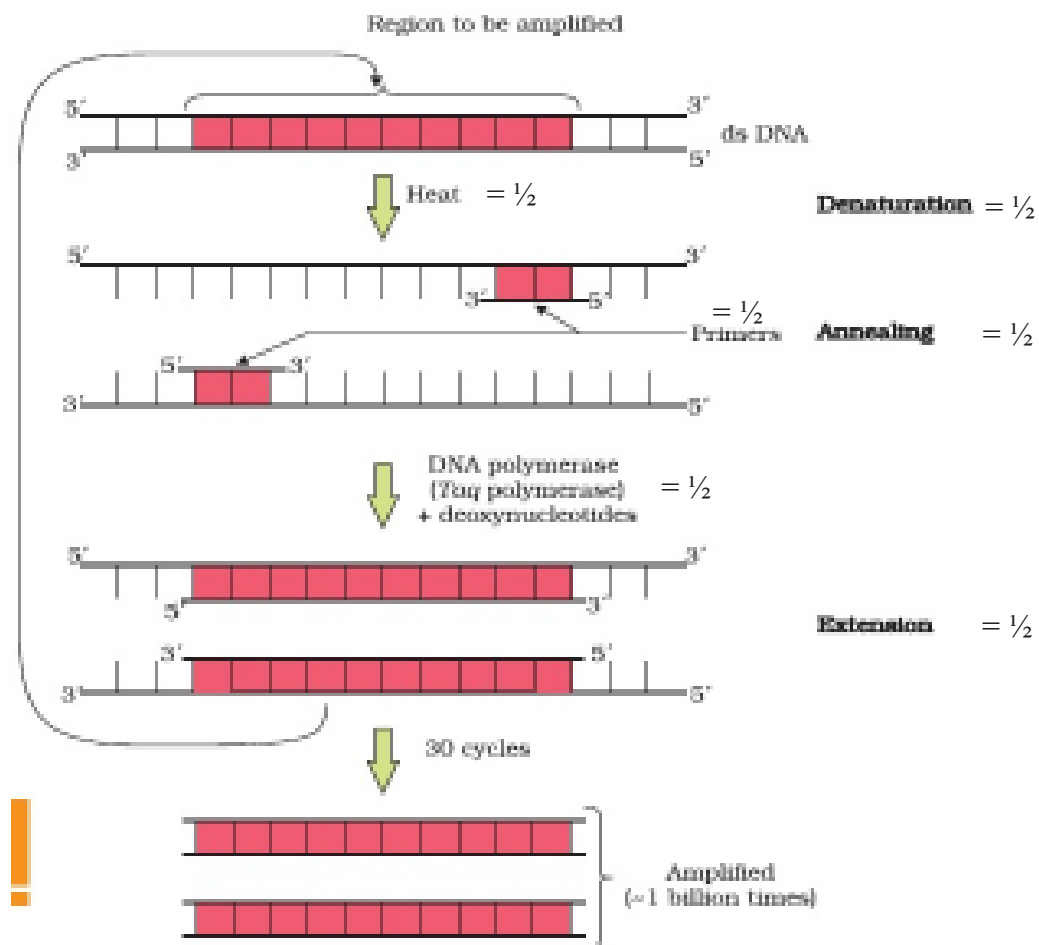 Region to be amplified
5′ 3′
ds DNA
3′ 5′
Heat = ½
Denaturation = ½
5′ 3′
3′ 5′
= ½
Primers Annealing = ½
5′ 3′
3′ 5′
DNA polymerase
(Taq polymerase) = ½
+ deoxynucleotides
5′ 3′
5′ 3′
Extension = ½
3′ 5′
3′ 5′
30 cycles
Amplified
(~1 billion times)